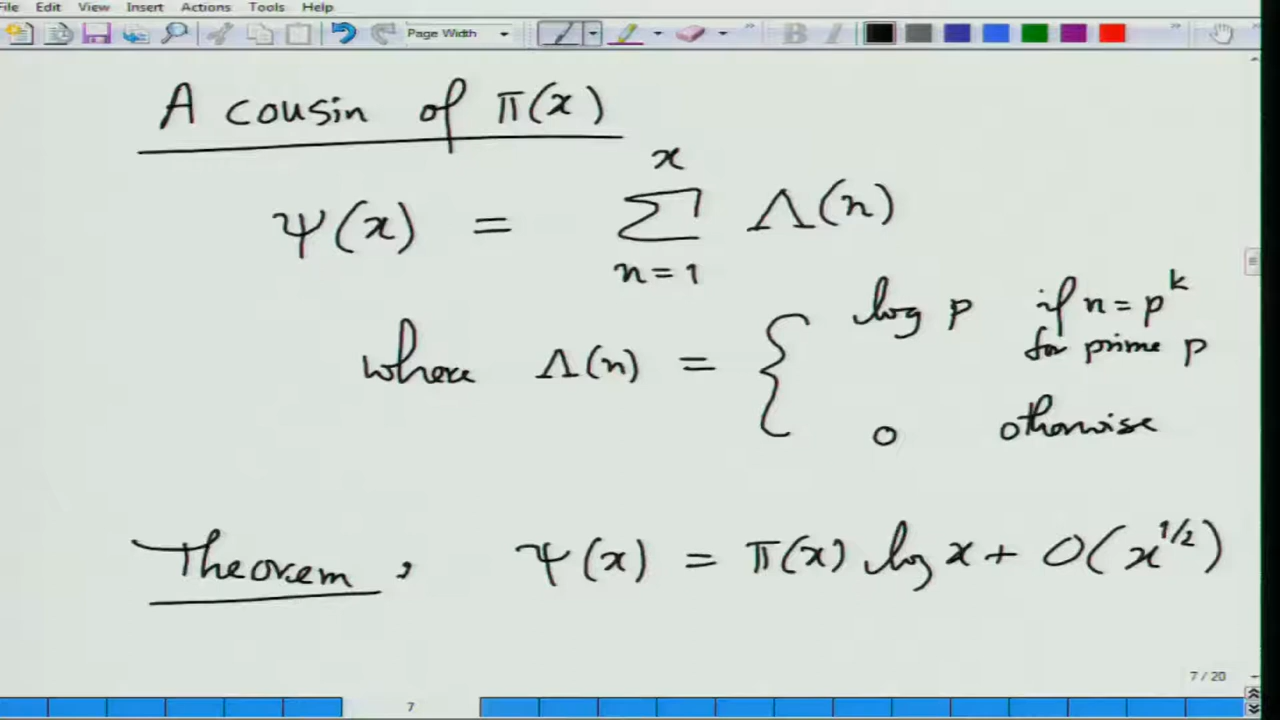 File Edit View Insert Actions Tools Help
Page Width
A cousin of π(x)
ψ(x) = ∑_{n=1}^{x} Λ(n)
where Λ(n) = { log p if n = p^k for prime p
0 otherwise
Theorem, ψ(x) = π(x) log x + O(x^{1/2})
7 / 20
7